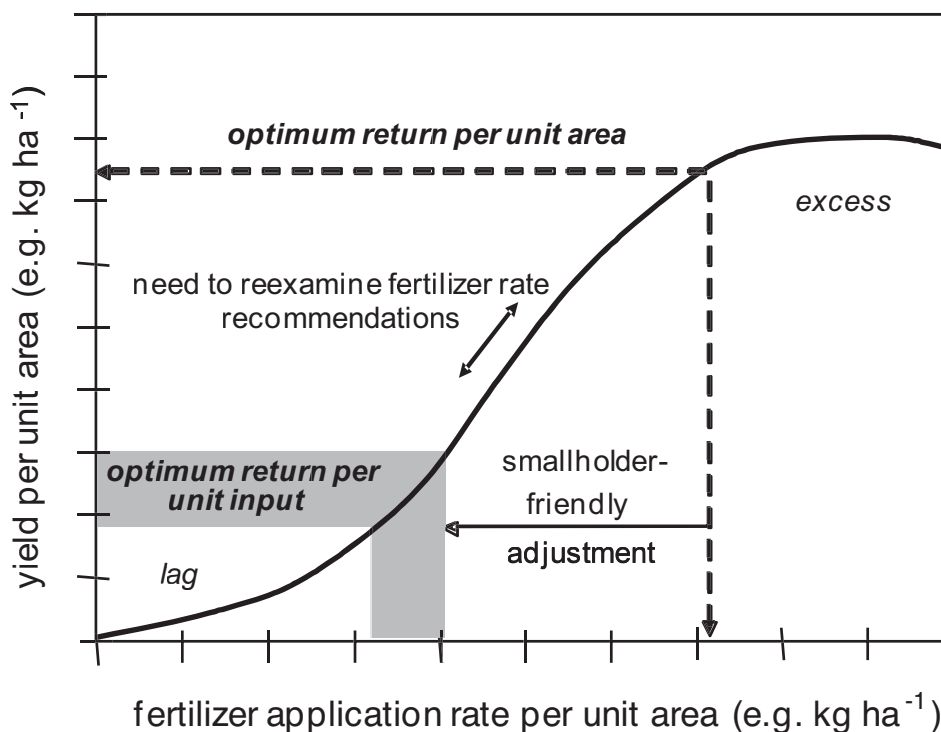 optimum return per unit area
excess
need to reexamine fertilizer rate
recommendations
smallholder-
friendly
adjustment
optimum return per
unit input
lag
yield per unit area (e.g. kg ha⁻¹)
fertilizer application rate per unit area (e.g. kg ha⁻¹)